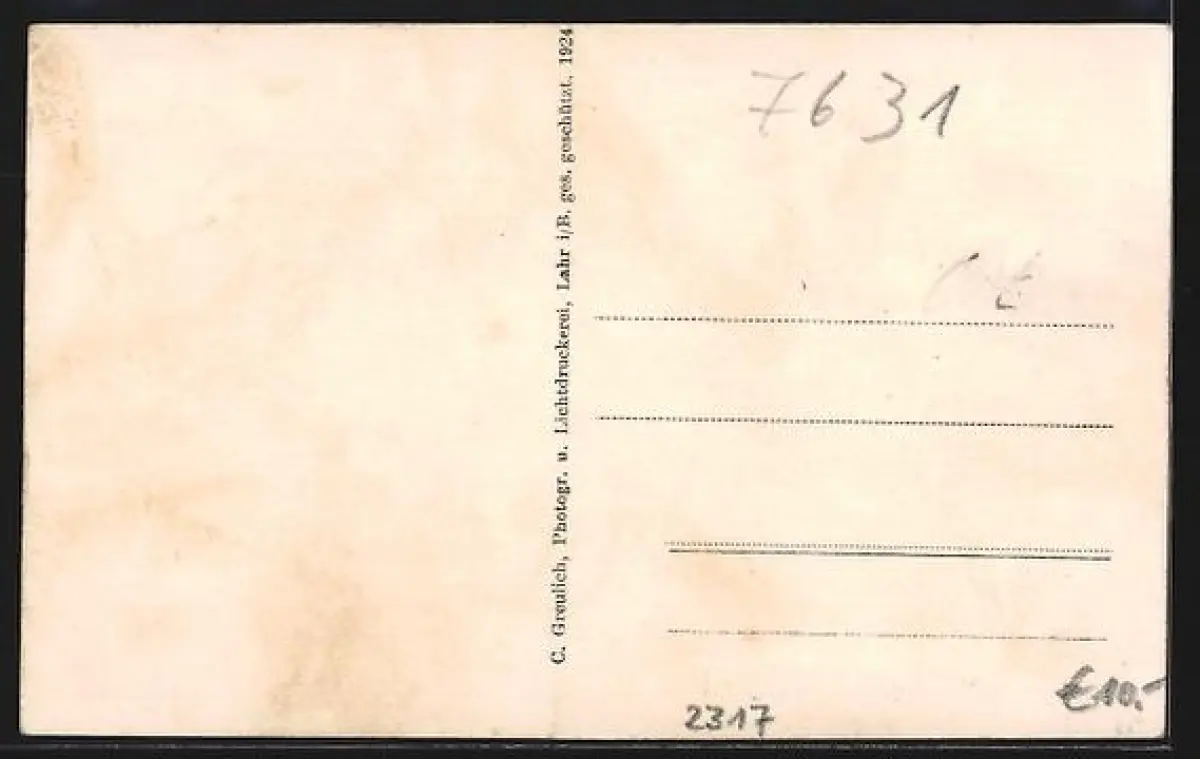 C. Greulich, Photogr. u. Lichtdruckerei, Lahr i/B. ges. geschützt. 1924
7631
2317
€10.-